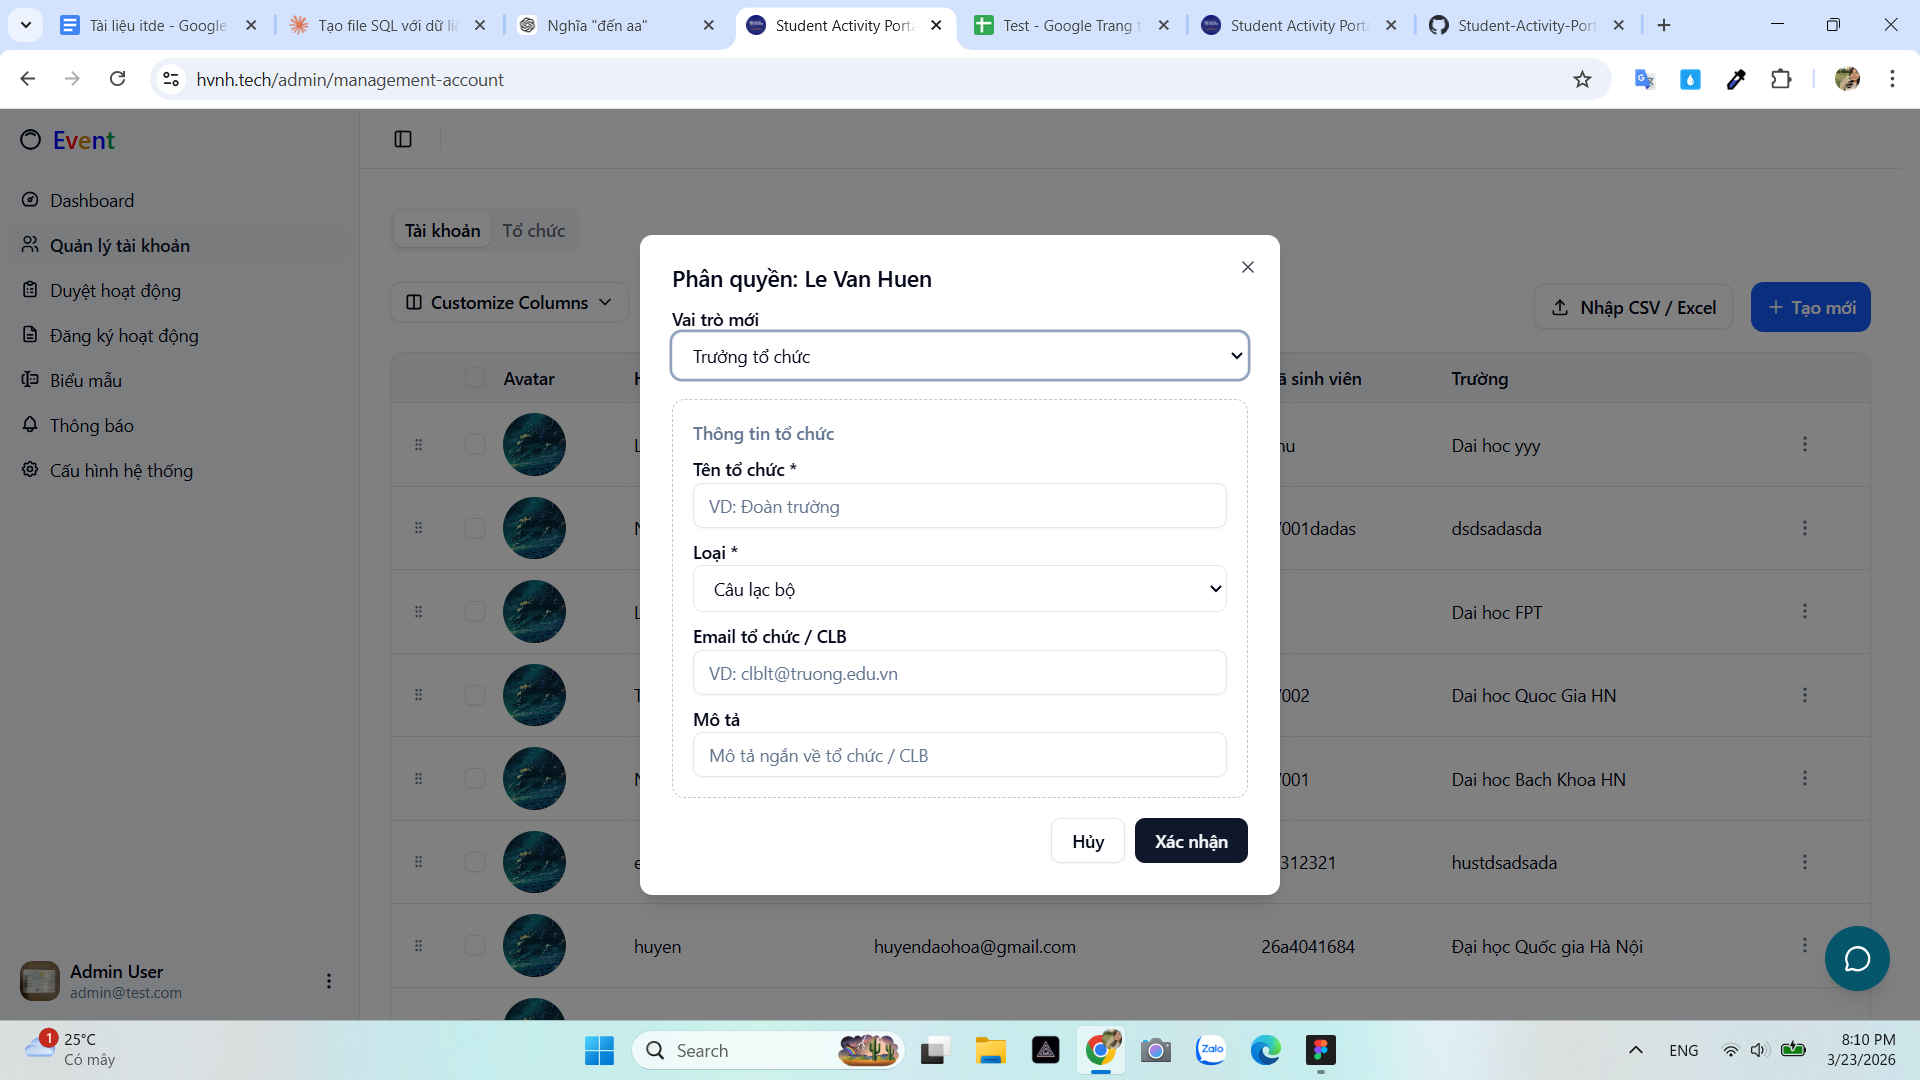 Tài liệu itde - Google
Tạo file SQL với dữ liệ
Nghĩa "đến aa"
Student Activity Porta
Test - Google Trang t
Student Activity Porta
Student-Activity-Port
hvnh.tech/admin/management-account
Event
Dashboard
Quản lý tài khoản
Duyệt hoạt động
Đăng ký hoạt động
Biểu mẫu
Thông báo
Cấu hình hệ thống
Admin User
admin@test.com
Tài khoản
Tổ chức
Customize Columns
Nhập CSV / Excel
Tạo mới
Avatar
sinh viên
Trường
Dai hoc yyy
001dadas
dsdsadasda
Dai hoc FPT
002
Dai hoc Quoc Gia HN
001
Dai hoc Bach Khoa HN
312321
hustdsadsada
huyen
huyendaohoa@gmail.com
26a4041684
Đại học Quốc gia Hà Nội
Phân quyền: Le Van Huen
Vai trò mới
Trưởng tổ chức
Thông tin tổ chức
Tên tổ chức *
VD: Đoàn trường
Loại *
Câu lạc bộ
Email tổ chức / CLB
VD: clblt@truong.edu.vn
Mô tả
Mô tả ngắn về tổ chức / CLB
Hủy
Xác nhận
1
25°C
Có mây
Search
Zalo
ENG
8:10 PM
3/23/2026